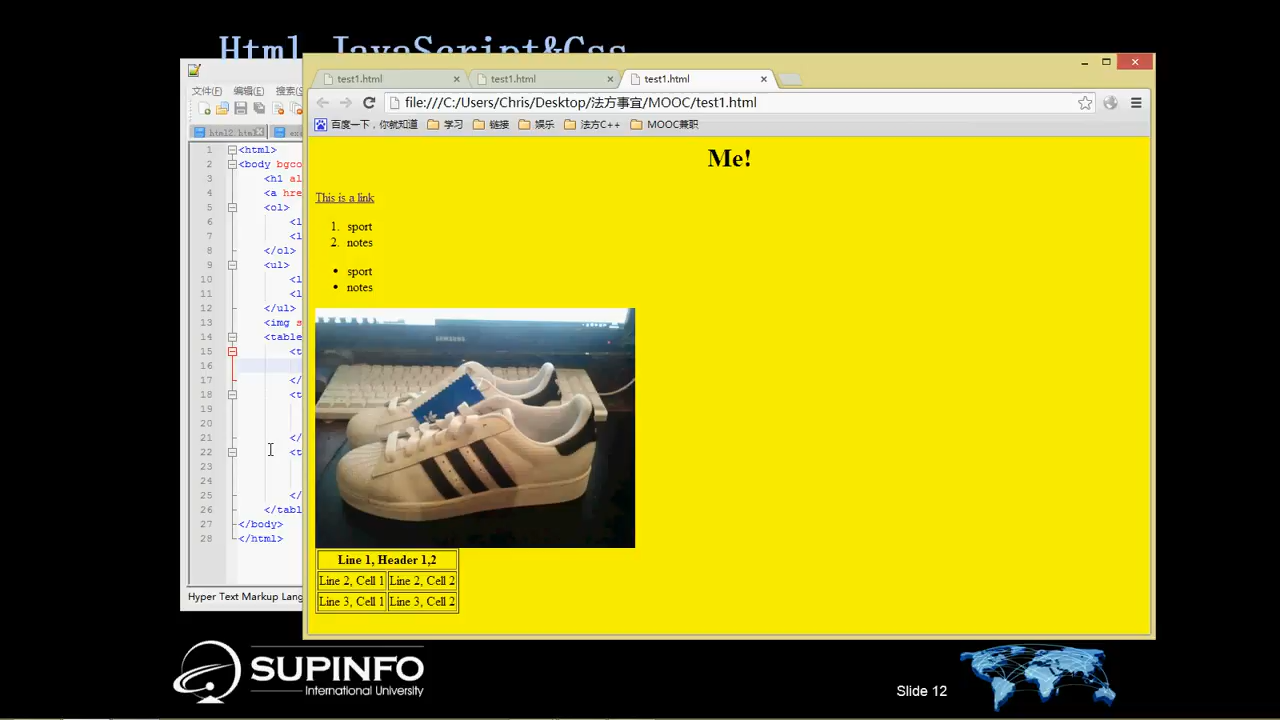 Html JavaScript&Css
test1.html
test1.html
test1.html
file:///C:/Users/Chris/Desktop/法方事宜/MOOC/test1.html
百度一下，你就知道
学习
链接
娱乐
法方C++
MOOC兼职
文件(F)
编辑(E)
html2.html
1 <html>
2 <body bgco
3 <h1 al
4 <a hre
5 <ol>
6 <l
7 <l
8 </ol>
9 <ul>
10 <l
11 <l
12 </ul>
13 <img s
14 <table
15 <t
16
17 </
18 <t
19
20
21 </
22 <t
23
24
25 </
26 </tabl
27 </body>
28 </html>
Hyper Text Markup Lang
Me!
This is a link
1. sport
2. notes
• sport
• notes
SAMSUNG
Line 1, Header 1,2
Line 2, Cell 1 Line 2, Cell 2
Line 3, Cell 1 Line 3, Cell 2
SUPINFO
International University
Slide 12